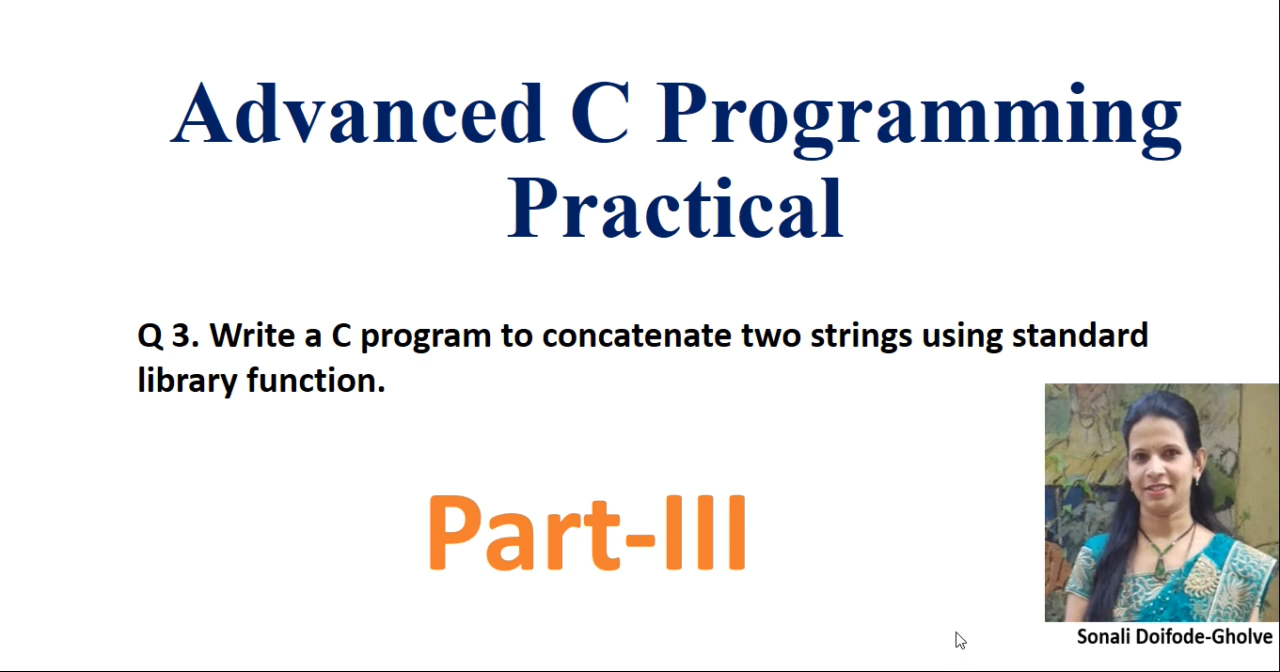 Advanced C Programming
Practical
Q 3. Write a C program to concatenate two strings using standard
library function.
Part-III
Sonali Doifode-Gholve